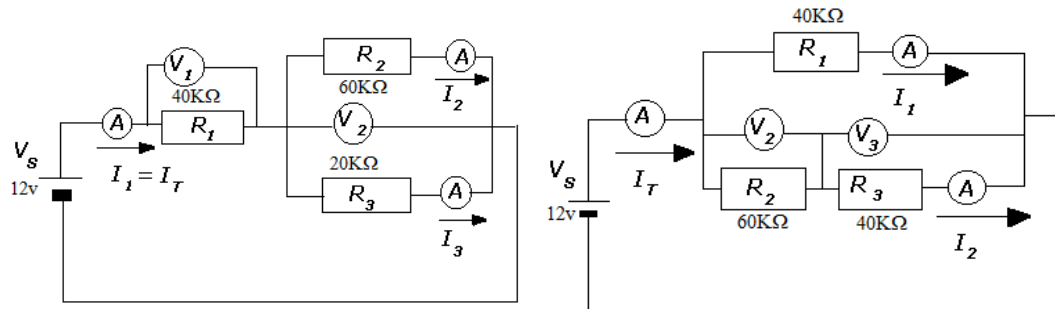 V1
40KΩ
R1
A
I1 = IT
VS
12v
R2
60KΩ
A
I2
V2
20KΩ
R3
A
I3
40KΩ
R1
A
I1
A
IT
VS
12v
V2
V3
R2
60KΩ
R3
40KΩ
A
I2